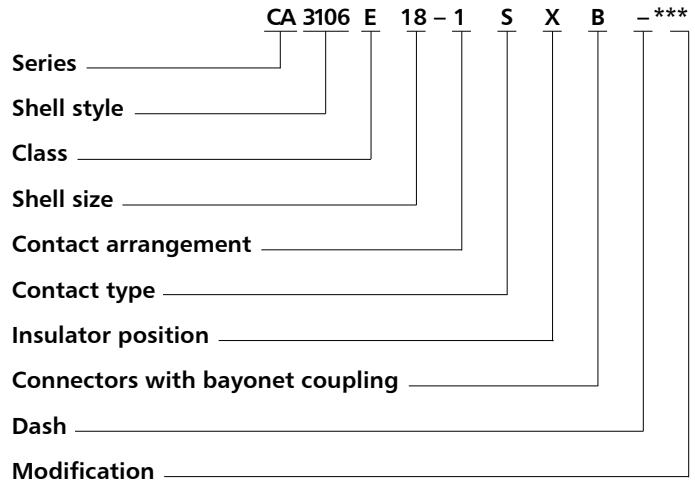 CA 3106 E 18 – 1 S X B – ***
Series
Shell style
Class
Shell size
Contact arrangement
Contact type
Insulator position
Connectors with bayonet coupling
Dash
Modification